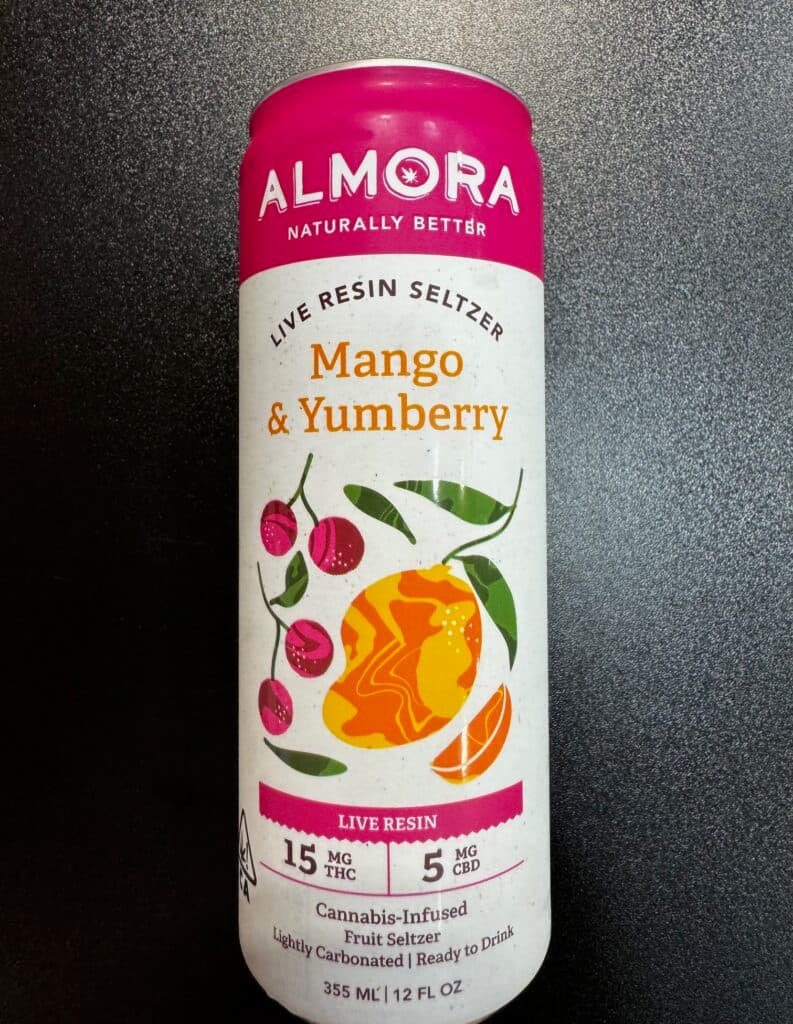 ALMORA
NATURALLY BETTER
LIVE RESIN SELTZER
Mango
& Yumberry
LIVE RESIN
15 MG THC
5 MG CBD
Cannabis-Infused
Fruit Seltzer
Lightly Carbonated | Ready to Drink
355 ML | 12 FL OZ